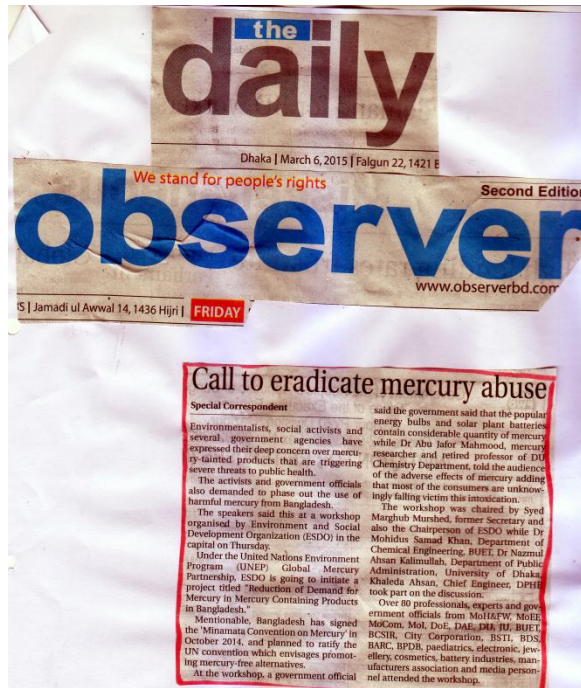 the
daily
Dhaka | March 6, 2015 | Falgun 22, 1421 B
We stand for people's rights
Second Edition
observer
www.observerbd.com
BS | Jamadi ul Awwal 14, 1436 Hijri | FRIDAY
Call to eradicate mercury abuse
Special Correspondent
Environmentalists, social activists and
several government agencies have
expressed their deep concern over mercu-
ry-tainted products that are triggering
severe threats to public health.
The activists and government officials
also demanded to phase out the use of
harmful mercury from Bangladesh.
The speakers said this at a workshop
organised by Environment and Social
Development Organization (ESDO) in the
capital on Thursday.
Under the United Nations Environment
Program (UNEP) Global Mercury
Partnership, ESDO is going to initiate a
project titled "Reduction of Demand for
Mercury in Mercury Containing Products
in Bangladesh."
Mentionable, Bangladesh has signed
the 'Minamata Convention on Mercury' in
October 2014, and planned to ratify the
UN convention which envisages promot-
ing mercury-free alternatives.
At the workshop, a government official
said the government said that the popular
energy bulbs and solar plant batteries
contain considerable quantity of mercury
while Dr Abu Jafor Mahmood, mercury
researcher and retired professor of DU
Chemistry Department, told the audience
of the adverse effects of mercury adding
that most of the consumers are unknow-
ingly falling victim this intoxication.
The workshop was chaired by Syed
Marghub Murshed, former Secretary and
also the Chairperson of ESDO while Dr
Mohidus Samad Khan, Department of
Chemical Engineering, BUET, Dr Nazmul
Ahsan Kalimullah, Department of Public
Administration, University of Dhaka,
Khaleda Ahsan, Chief Engineer, DPHE
took part on the discussion.
Over 80 professionals, experts and gov-
ernment officials from MoH&FW, MoEF,
MoCom, MoI, DoE, DAE, DU, JU, BUET,
BCSIR, City Corporation, BSTI, BDS,
BARC, BPDB, paediatrics, electronic, jew-
ellery, cosmetics, battery industries, man-
ufacturers association and media person-
nel attended the workshop.